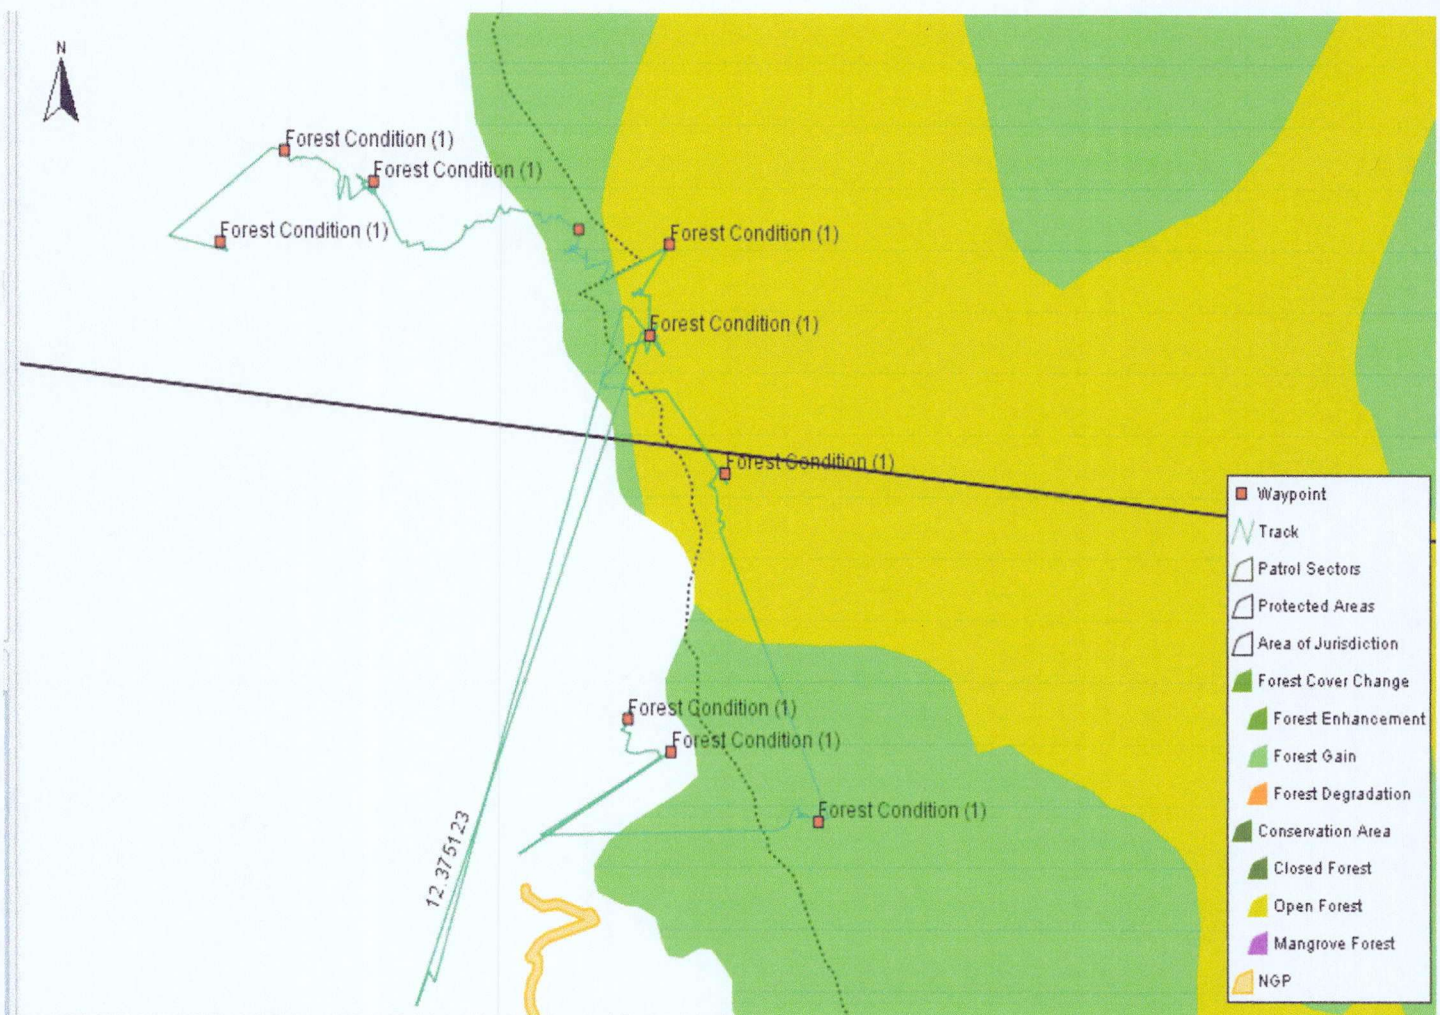 N
Forest Condition (1)
Forest Condition (1)
Forest Condition (1)
Forest Condition (1)
Forest Condition (1)
Forest Condition (1)
Forest Condition (1)
Forest Condition (1)
Forest Condition (1)
12.375123
Waypoint
Track
Patrol Sectors
Protected Areas
Area of Jurisdiction
Forest Cover Change
Forest Enhancement
Forest Gain
Forest Degradation
Conservation Area
Closed Forest
Open Forest
Mangrove Forest
NGP